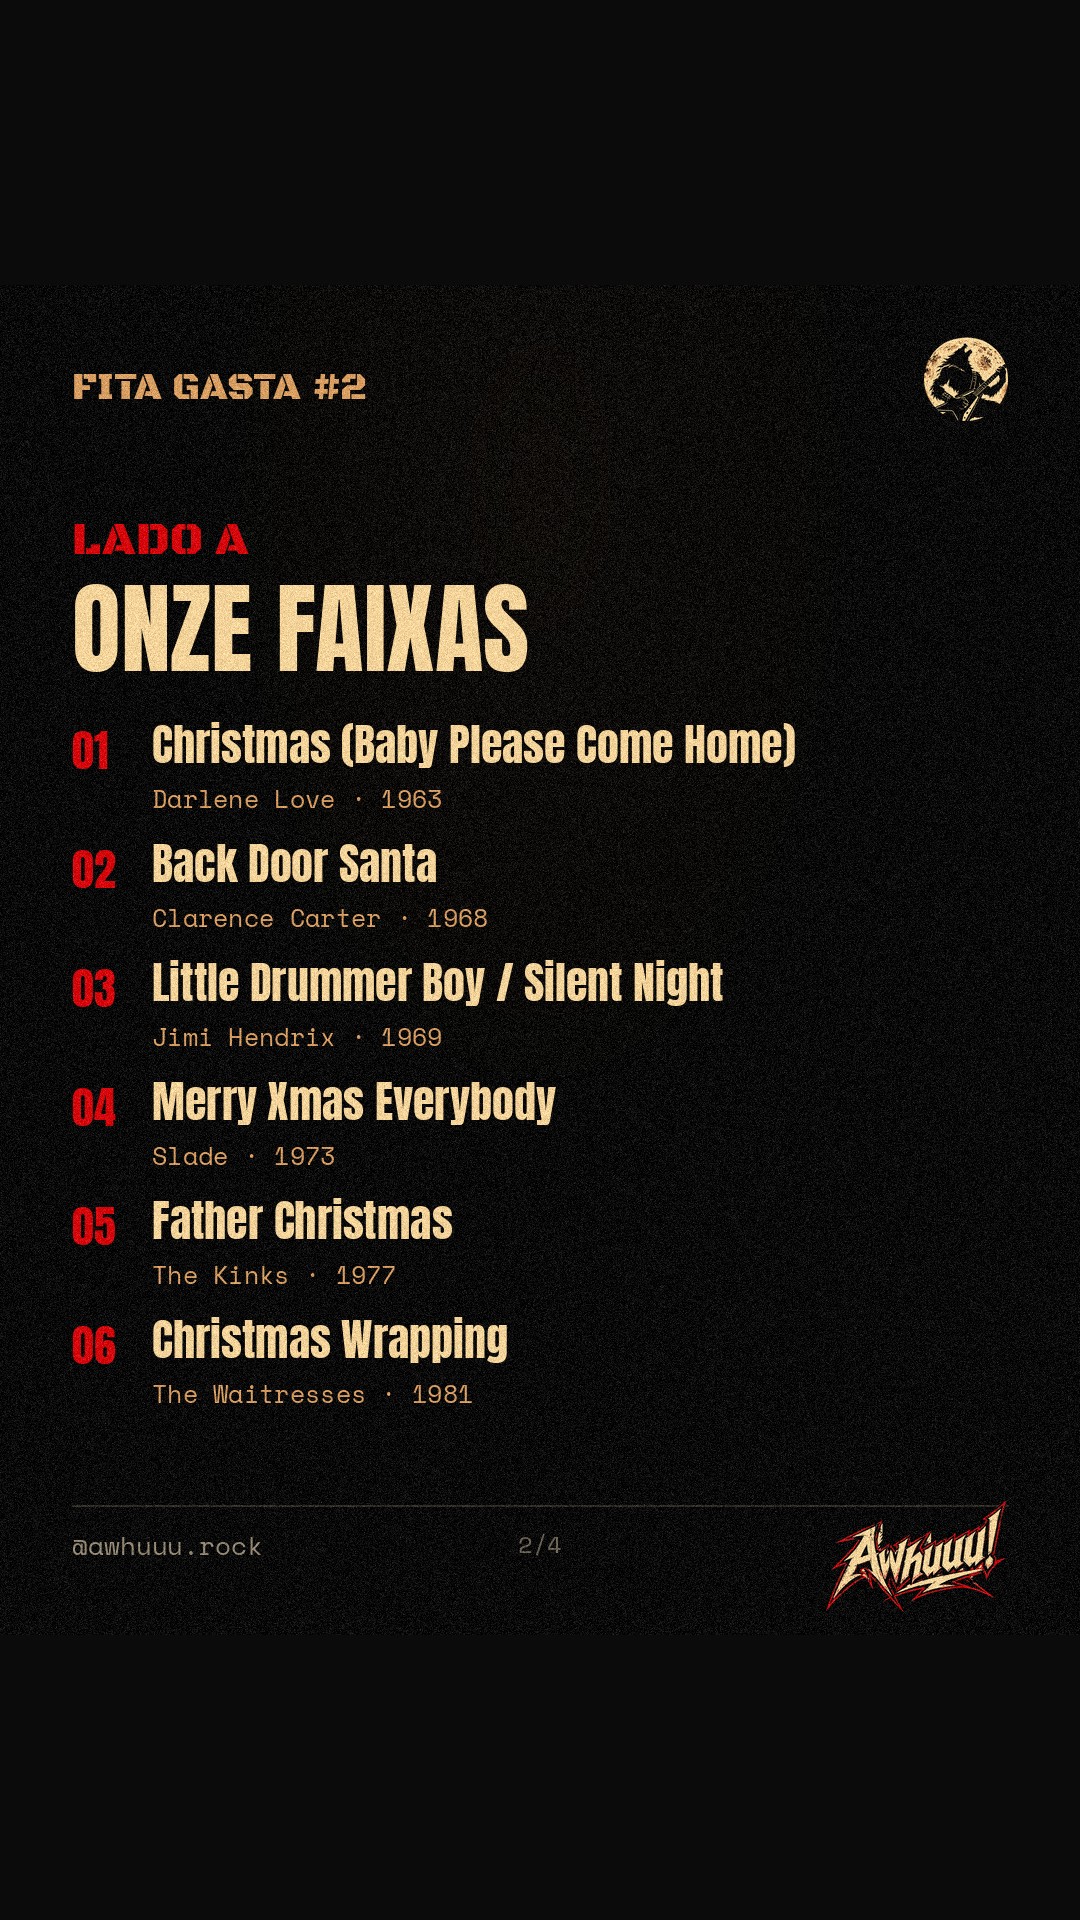 FITA GASTA #2
LADO A
ONZE FAIXAS
01 Christmas (Baby Please Come Home)
Darlene Love · 1963
02 Back Door Santa
Clarence Carter · 1968
03 Little Drummer Boy / Silent Night
Jimi Hendrix · 1969
04 Merry Xmas Everybody
Slade · 1973
05 Father Christmas
The Kinks · 1977
06 Christmas Wrapping
The Waitresses · 1981
@awhuuu.rock 2/4 Awhuuu!